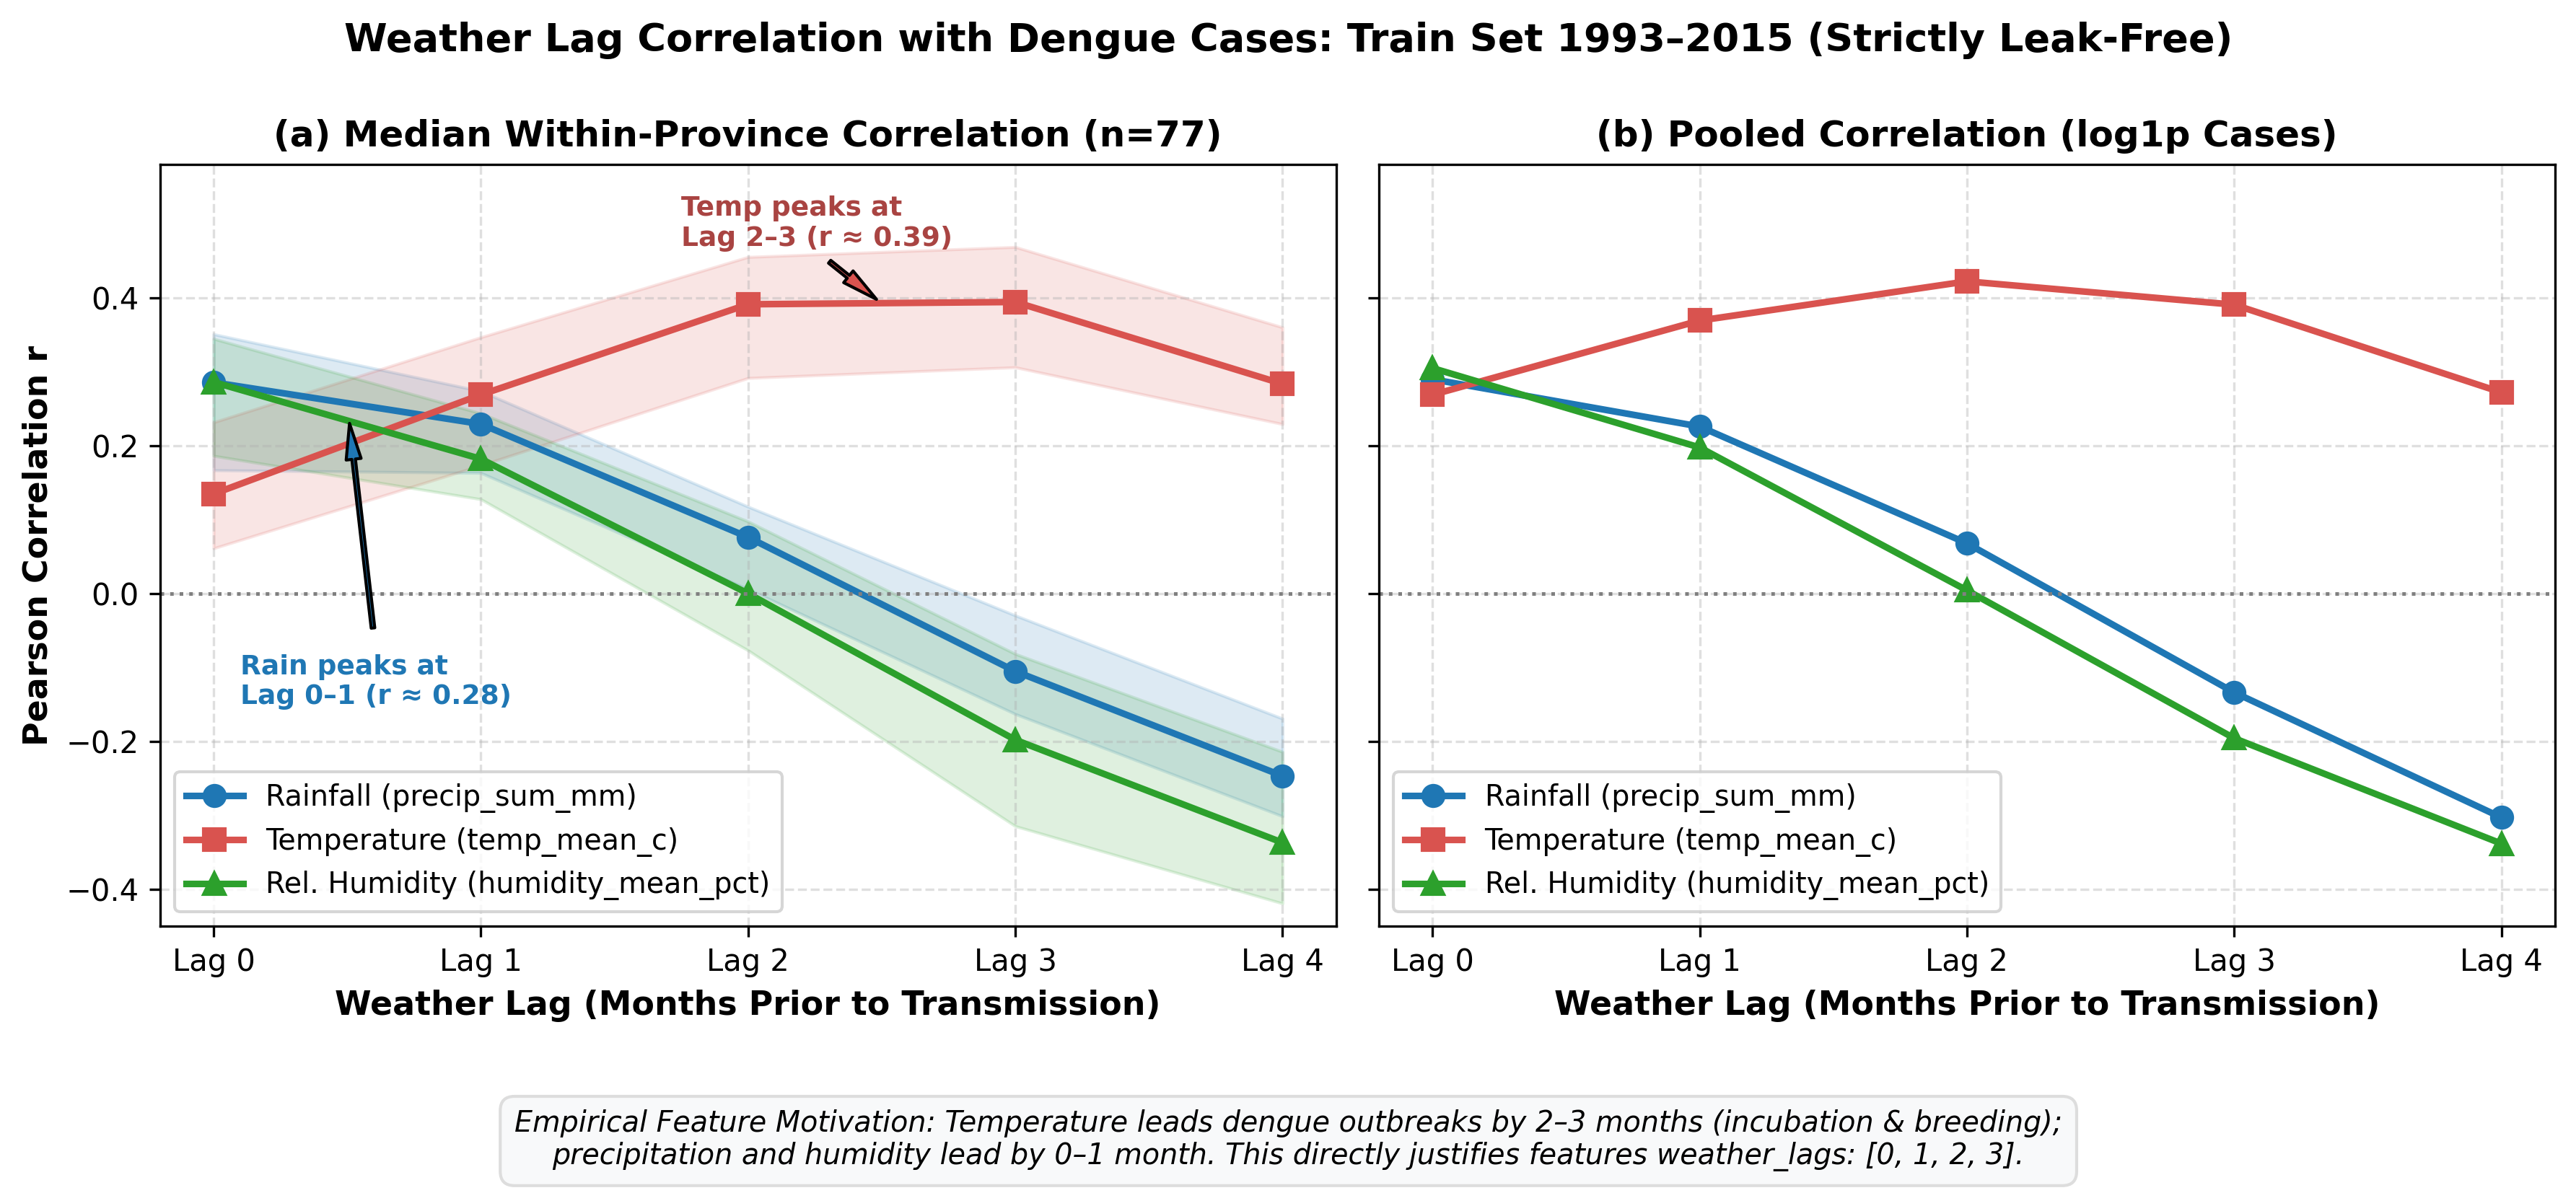 Weather Lag Correlation with Dengue Cases: Train Set 1993–2015 (Strictly Leak-Free)
(a) Median Within-Province Correlation (n=77)
Temp peaks at
Lag 2–3 (r ≈ 0.39)
Rain peaks at
Lag 0–1 (r ≈ 0.28)
Pearson Correlation r
0.4
0.2
0.0
−0.2
−0.4
Rainfall (precip_sum_mm)
Temperature (temp_mean_c)
Rel. Humidity (humidity_mean_pct)
Lag 0
Lag 1
Lag 2
Lag 3
Lag 4
Weather Lag (Months Prior to Transmission)
(b) Pooled Correlation (log1p Cases)
Rainfall (precip_sum_mm)
Temperature (temp_mean_c)
Rel. Humidity (humidity_mean_pct)
Lag 0
Lag 1
Lag 2
Lag 3
Lag 4
Weather Lag (Months Prior to Transmission)
Empirical Feature Motivation: Temperature leads dengue outbreaks by 2–3 months (incubation & breeding);
precipitation and humidity lead by 0–1 month. This directly justifies features weather_lags: [0, 1, 2, 3].